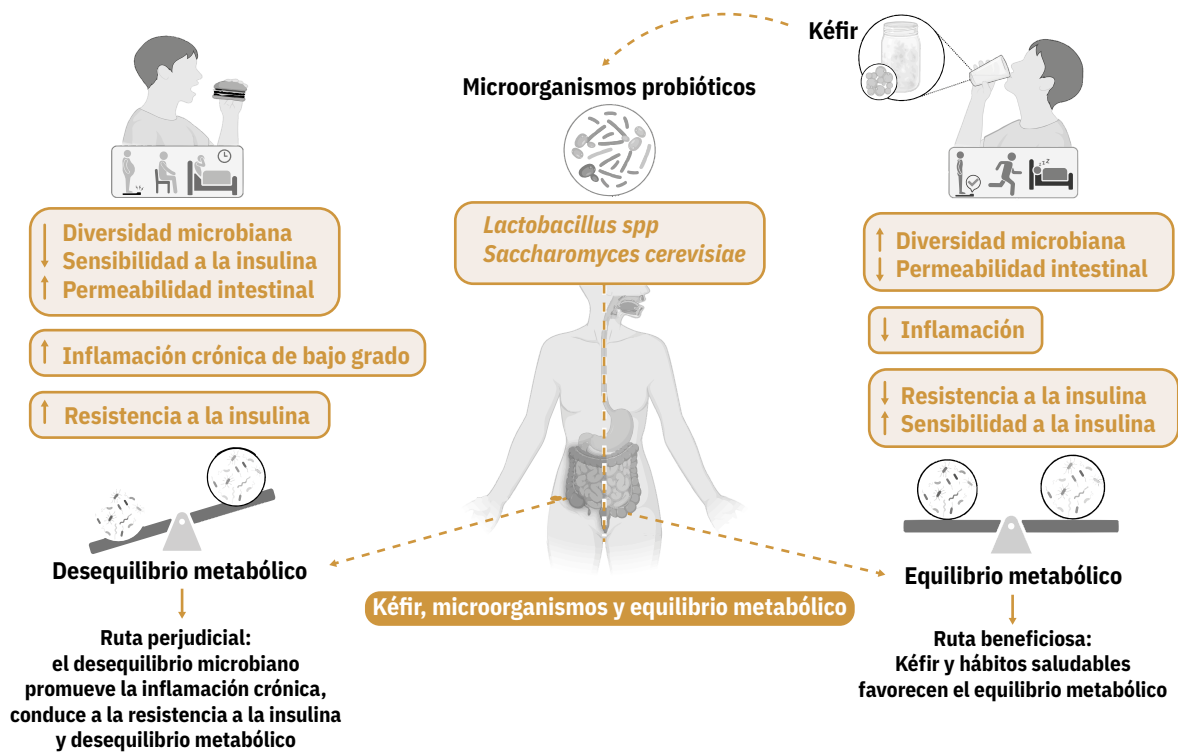 Kéfir
Microorganismos probióticos
Diversidad microbiana
Sensibilidad a la insulina
Permeabilidad intestinal
Inflamación crónica de bajo grado
Resistencia a la insulina
Desequilibrio metabólico
Ruta perjudicial:
el desequilibrio microbiano
promueve la inflamación crónica,
conduce a la resistencia a la insulina
y desequilibrio metabólico
Lactobacillus spp
Saccharomyces cerevisiae
Kéfir, microorganismos y equilibrio metabólico
zzz
Diversidad microbiana
Permeabilidad intestinal
Inflamación
Resistencia a la insulina
Sensibilidad a la insulina
Equilibrio metabólico
Ruta beneficiosa:
Kéfir y hábitos saludables
favorecen el equilibrio metabólico